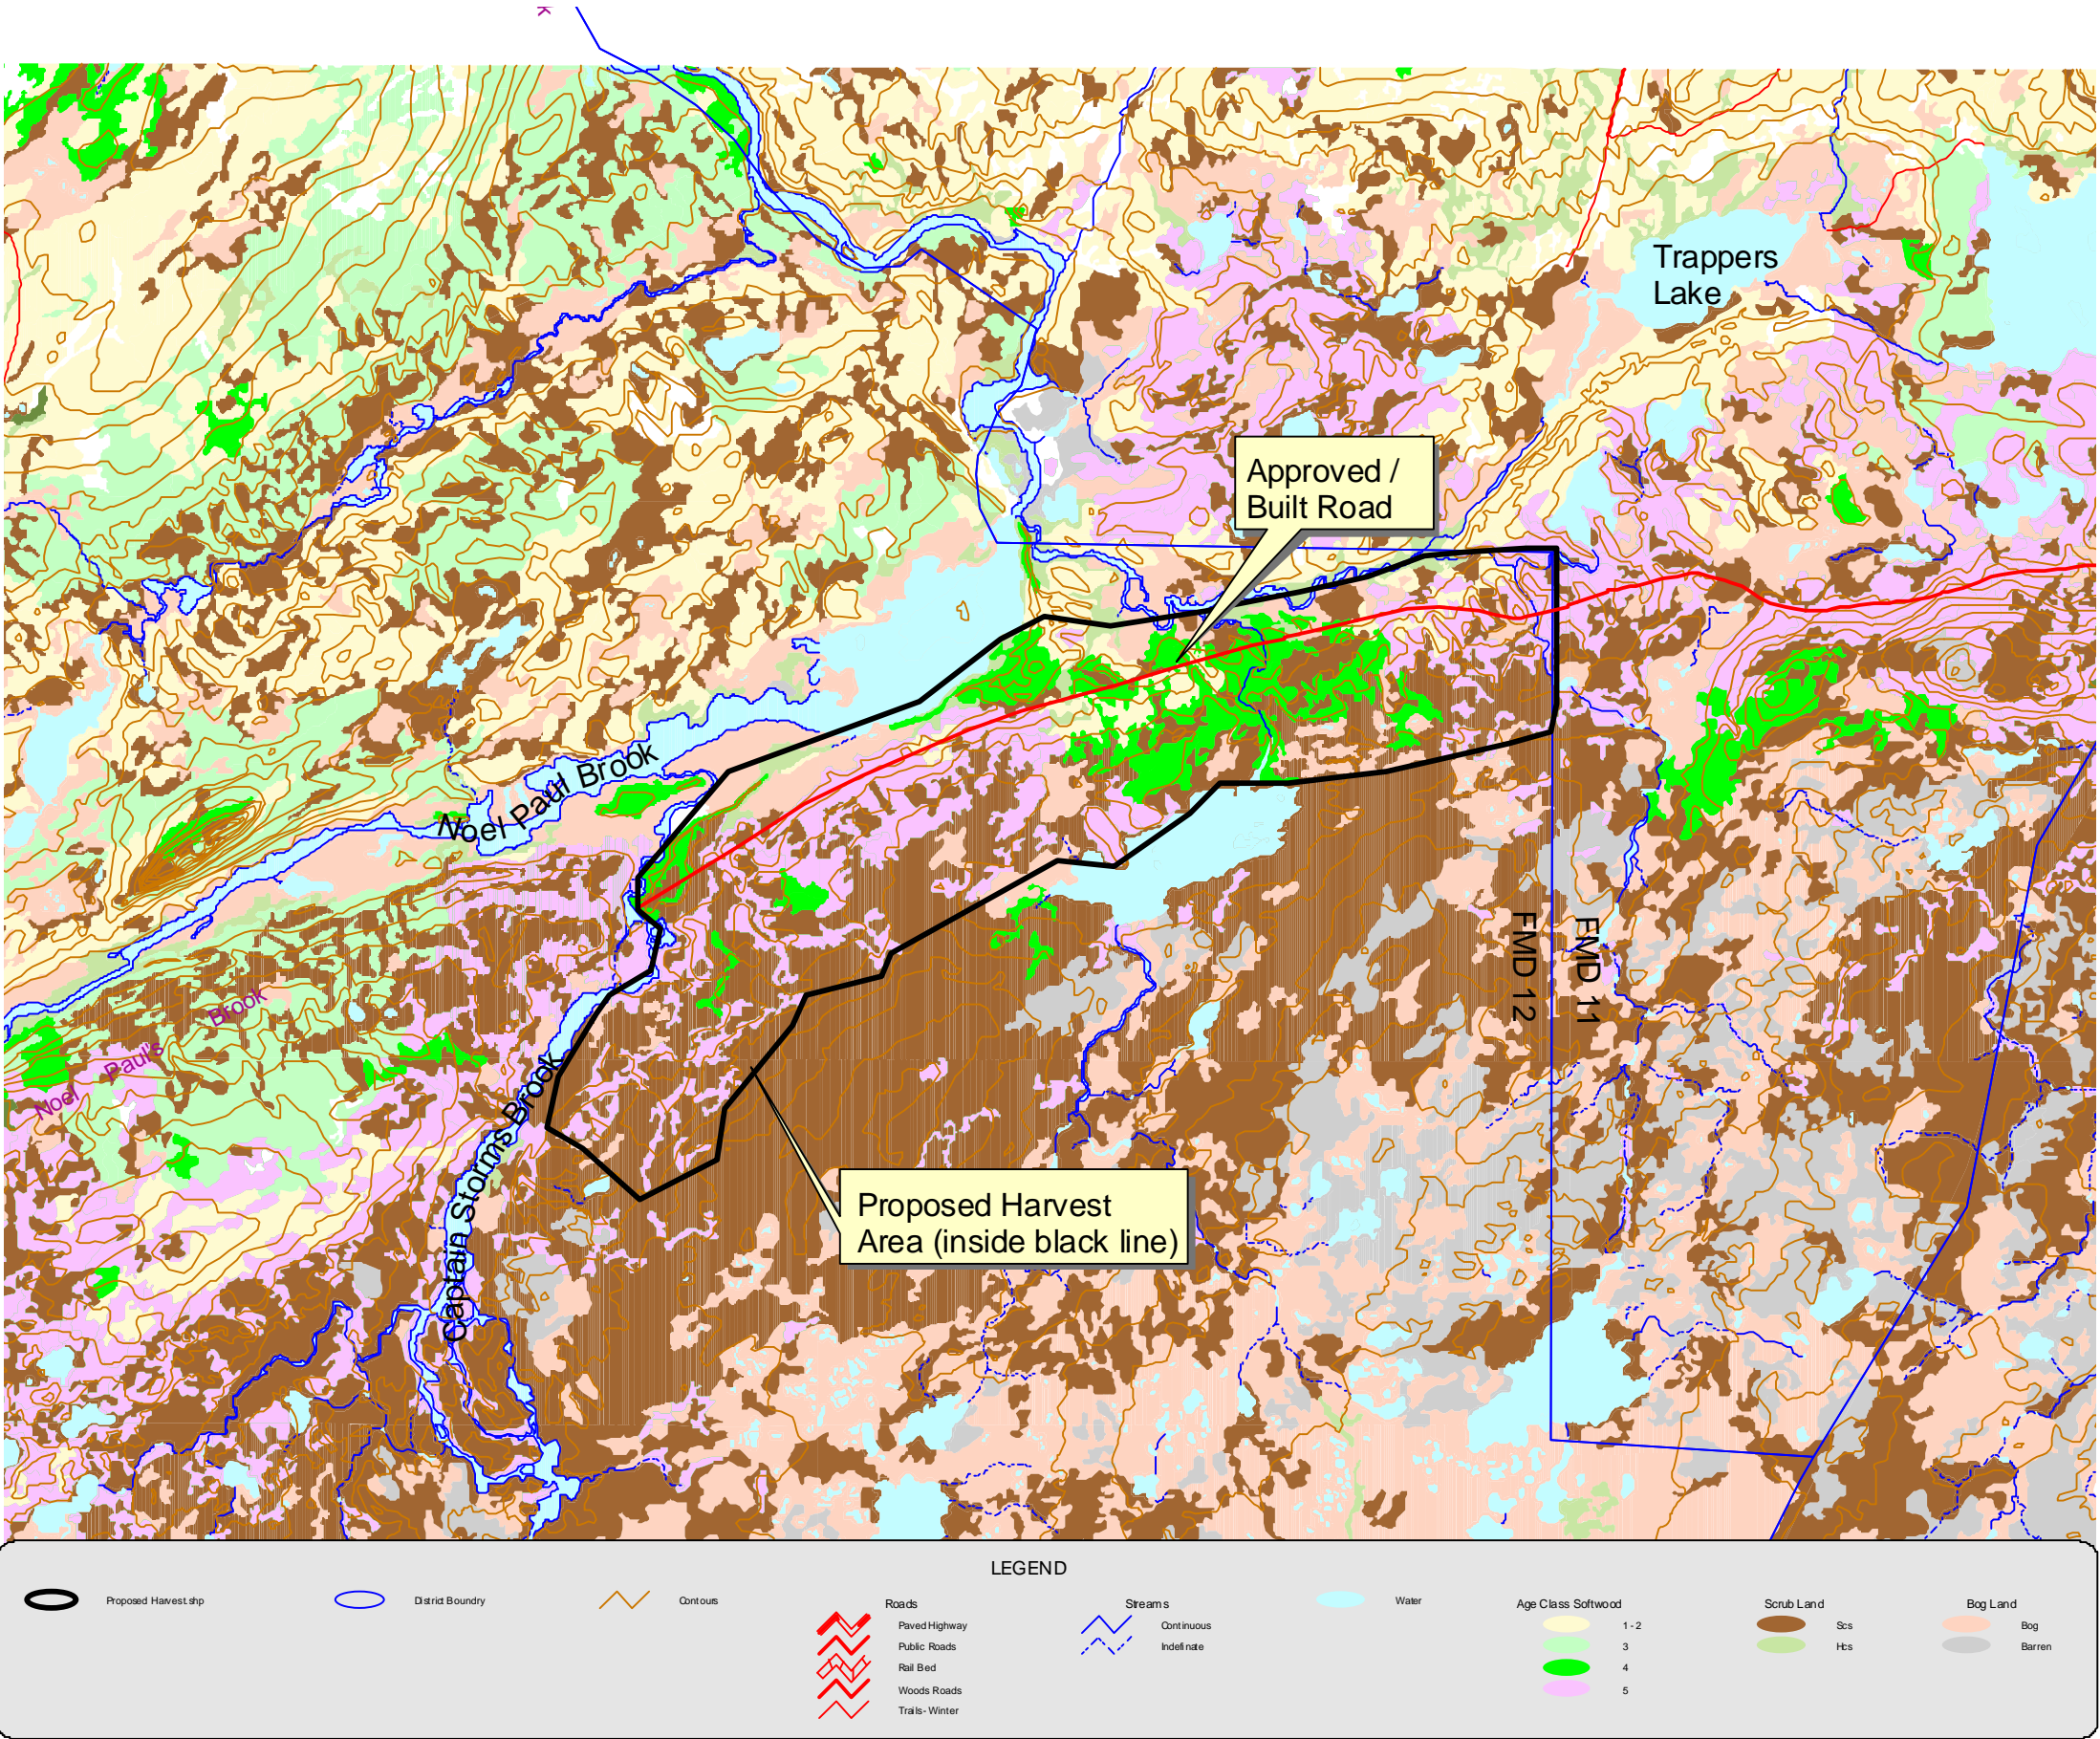 k
Trappers
Lake
Approved /
Built Road
Noel Paul Brook
FMD 12
FMD 11
Noel Paul's Brook
Captain Storms Brook
Proposed Harvest
Area (inside black line)
LEGEND
Proposed Harvest.shp
District Boundry
Contours
Roads
Paved Highway
Public Roads
Rail Bed
Woods Roads
Trails- Winter
Streams
Continuous
Indefinate
Water
Age Class Softwood
1 - 2
3
4
5
Scrub Land
Scs
Hcs
Bog Land
Bog
Barren